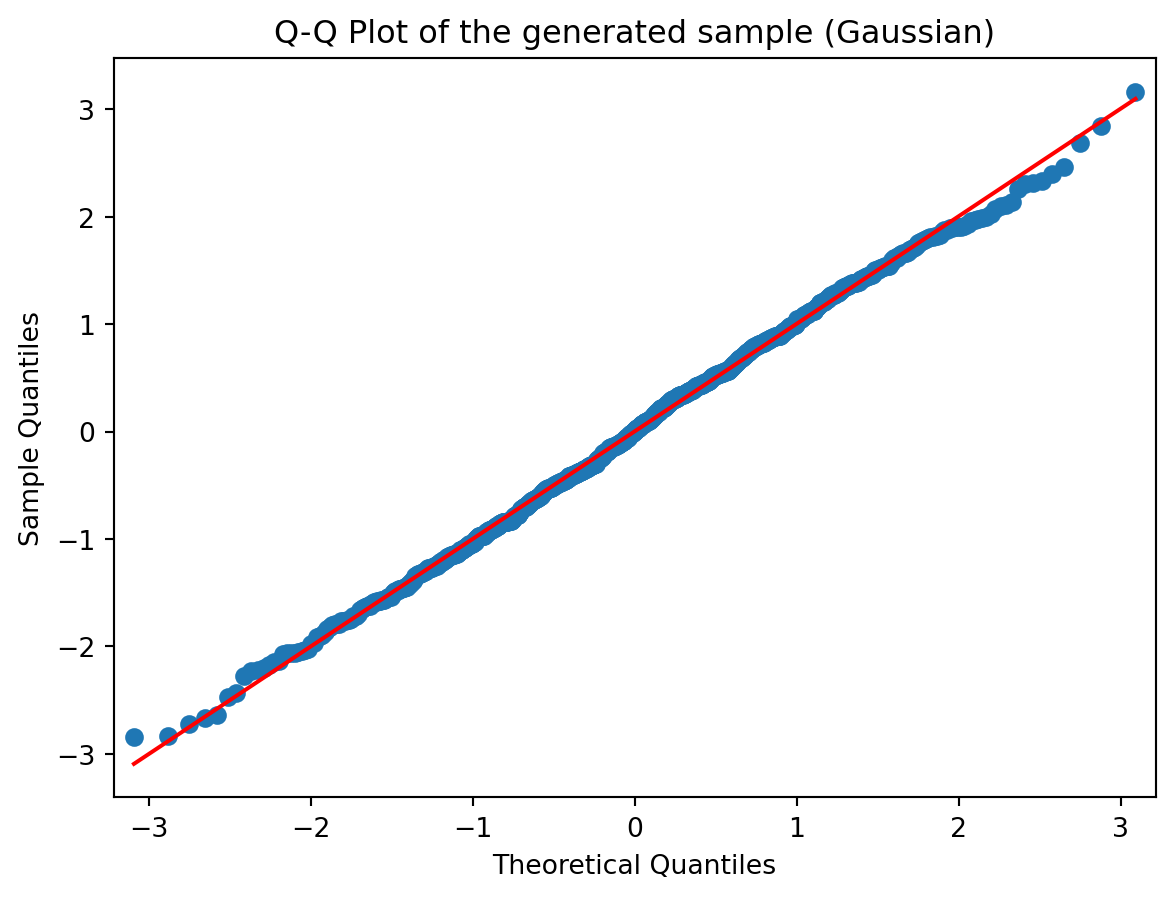 Q-Q Plot of the generated sample (Gaussian)
Sample Quantiles
3
2
1
0
−1
−2
−3
−3 −2 −1 0 1 2 3
Theoretical Quantiles